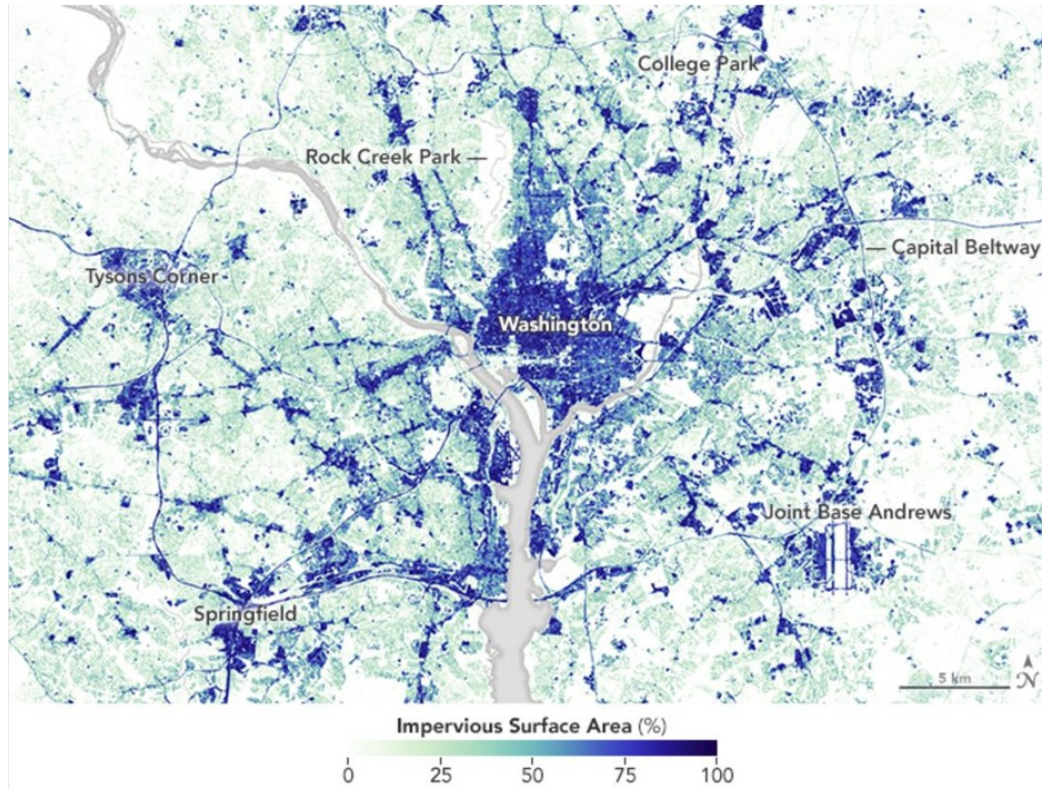 College Park
Rock Creek Park
Capital Beltway
Tysons Corner
Washington
Joint Base Andrews
Springfield
5 km
N
Impervious Surface Area (%)
0 25 50 75 100